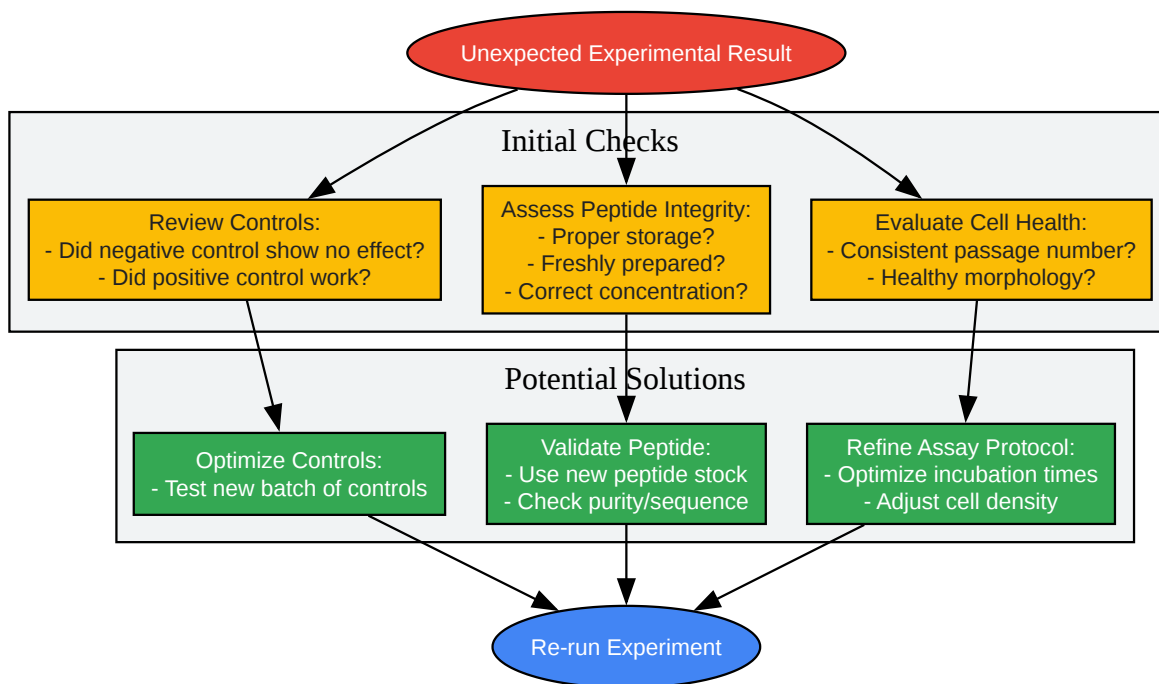 Unexpected Experimental Result
Initial Checks
Review Controls:
- Did negative control show no effect?
- Did positive control work?
Assess Peptide Integrity:
- Proper storage?
- Freshly prepared?
- Correct concentration?
Evaluate Cell Health:
- Consistent passage number?
- Healthy morphology?
Potential Solutions
Optimize Controls:
- Test new batch of controls
Validate Peptide:
- Use new peptide stock
- Check purity/sequence
Refine Assay Protocol:
- Optimize incubation times
- Adjust cell density
Re-run Experiment